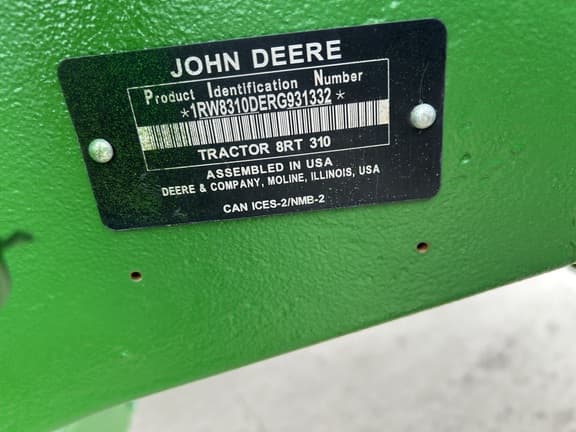 JOHN DEERE
Product Identification Number
*1RW8310DERG931332*
TRACTOR 8RT 310
ASSEMBLED IN USA
DEERE & COMPANY, MOLINE, ILLINOIS, USA
CAN ICES-2/NMB-2